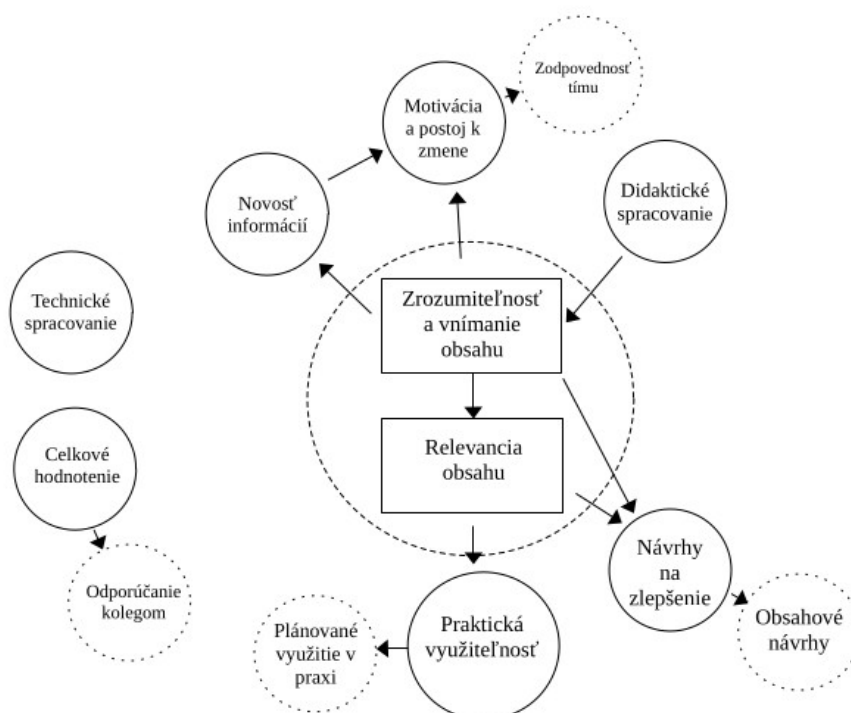 Zodpovednosť
tímu
Motivácia
a postoj k
zmene
Novosť
informácií
Didaktické
spracovanie
Technické
spracovanie
Zrozumiteľnosť
a vnímanie
obsahu
Relevancia
obsahu
Celkové
hodnotenie
Odporúčanie
kolegom
Návrhy
na
zlepšenie
Obsahové
návrhy
Praktická
využiteľnosť
Plánované
využitie v
praxi